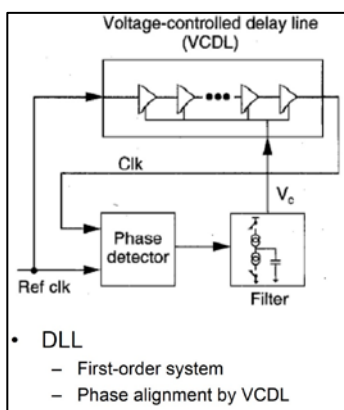 Voltage-controlled delay line
(VCDL)
Clk
Vc
Phase
detector
Ref clk
Filter
• DLL
– First-order system
– Phase alignment by VCDL